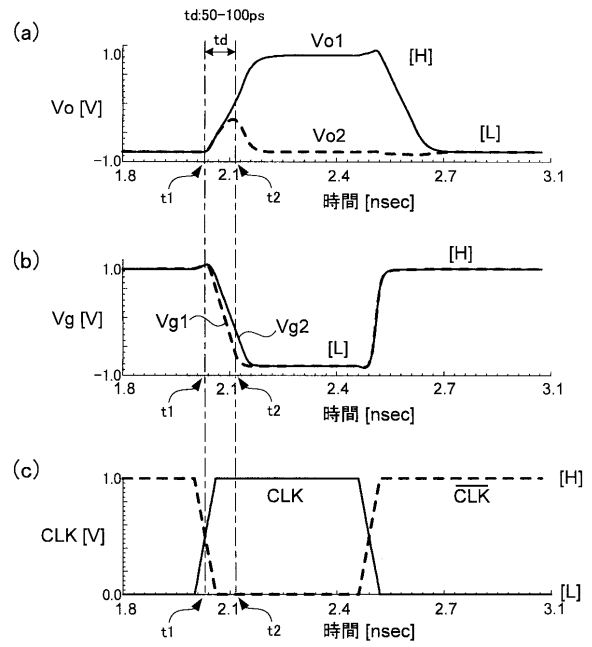 td:50-100ps
(a)
td
1.0
Vo1
[H]
Vo [V]
Vo2
[L]
-1.0
1.8
2.1
2.4
2.7
3.1
t1
t2
時間 [nsec]
(b)
1.0
[H]
Vg [V]
Vg1
Vg2
[L]
-1.0
1.8
2.1
2.4
2.7
3.1
t1
t2
時間 [nsec]
(c)
1.0
CLK
C̅L̅K̅
[H]
CLK [V]
0.0
[L]
1.8
2.1
2.4
2.7
3.1
t1
t2
時間 [nsec]